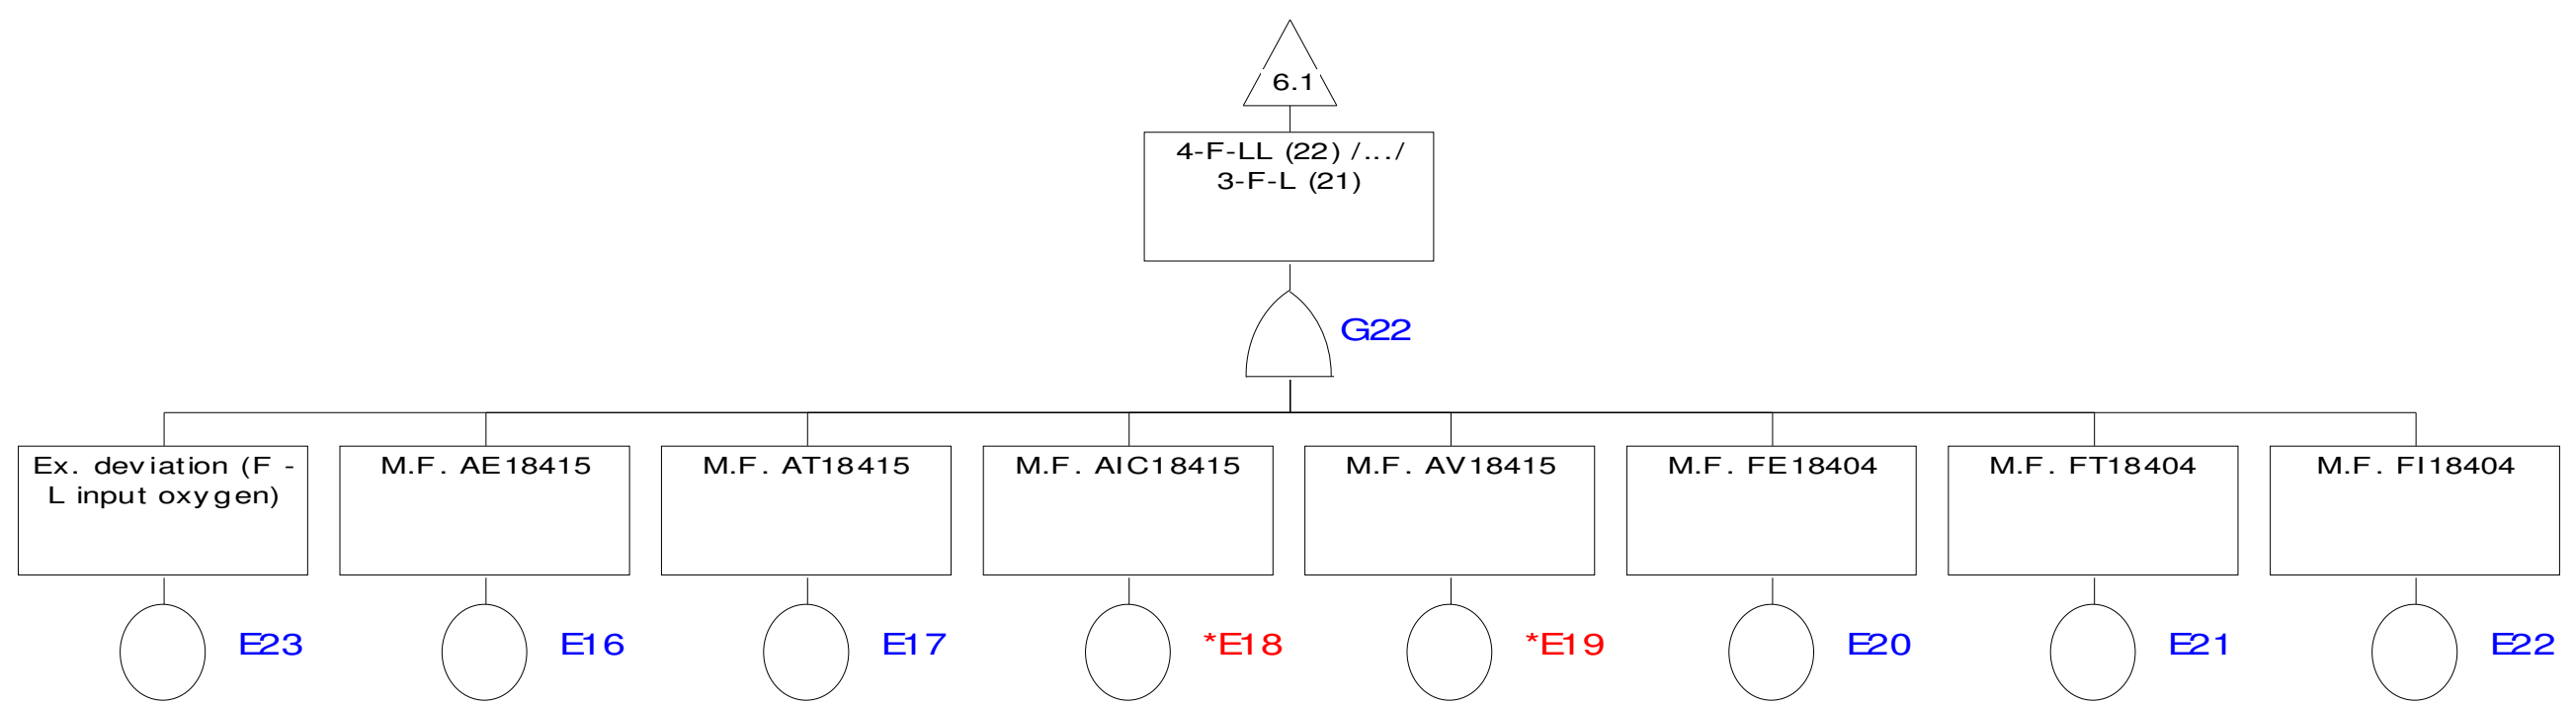 6.1
4-F-LL (22) /.../
3-F-L (21)
G22
Ex. deviation (F -
L input oxygen)
M.F. AE18415
M.F. AT18415
M.F. AIC18415
M.F. AV18415
M.F. FE18404
M.F. FT18404
M.F. FI18404
E23
E16
E17
*E18
*E19
E20
E21
E22